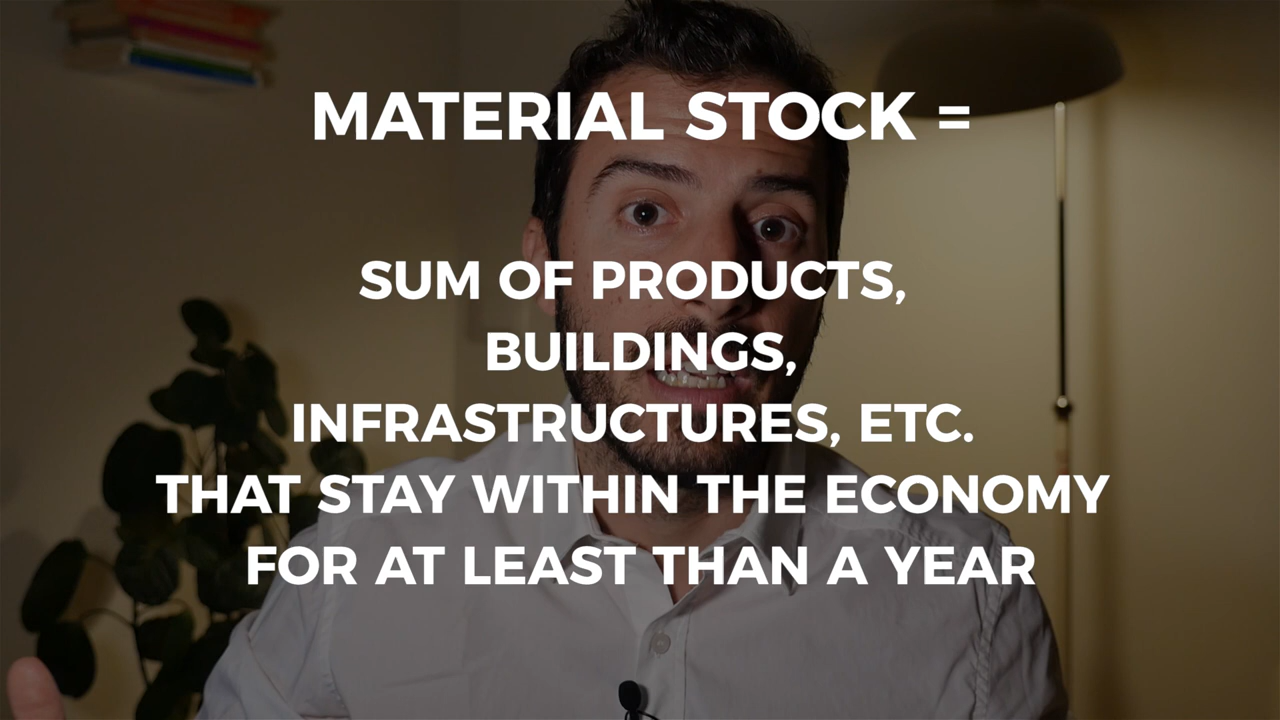 MATERIAL STOCK =
SUM OF PRODUCTS,
BUILDINGS,
INFRASTRUCTURES, ETC.
THAT STAY WITHIN THE ECONOMY
FOR AT LEAST THAN A YEAR